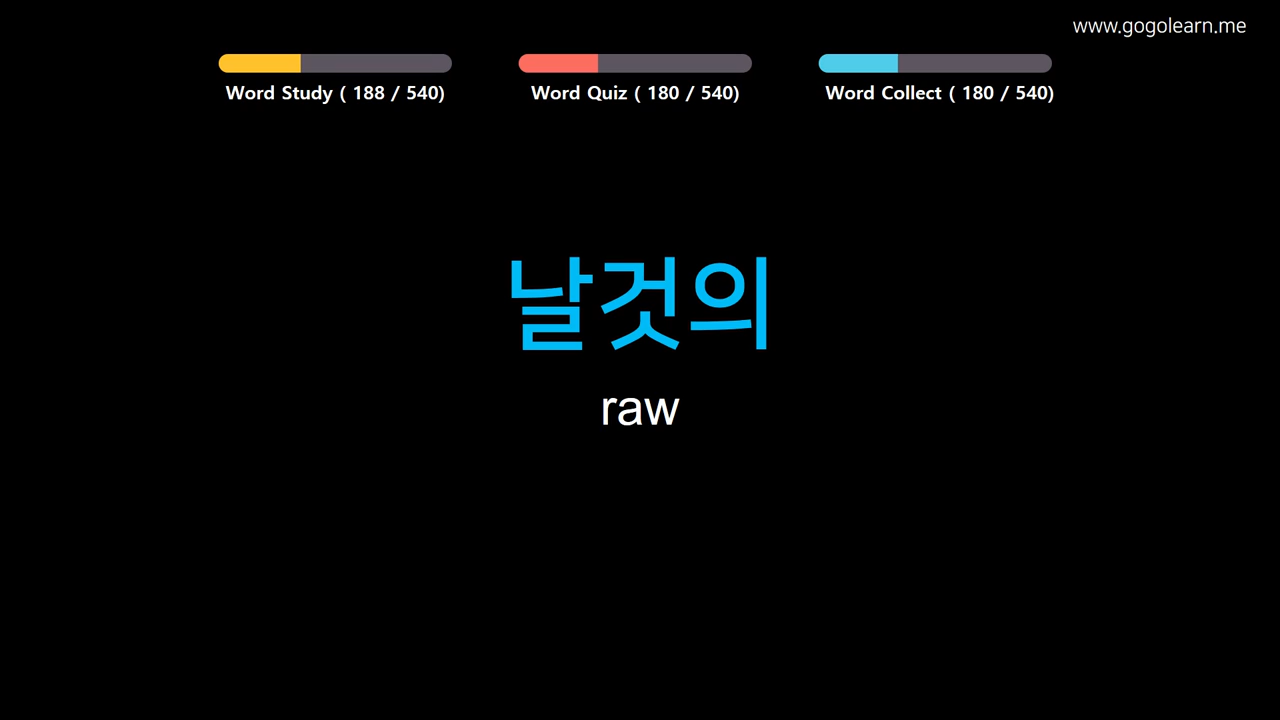 www.gogolearn.me
Word Study ( 188 / 540)
Word Quiz ( 180 / 540)
Word Collect ( 180 / 540)
날것의
raw